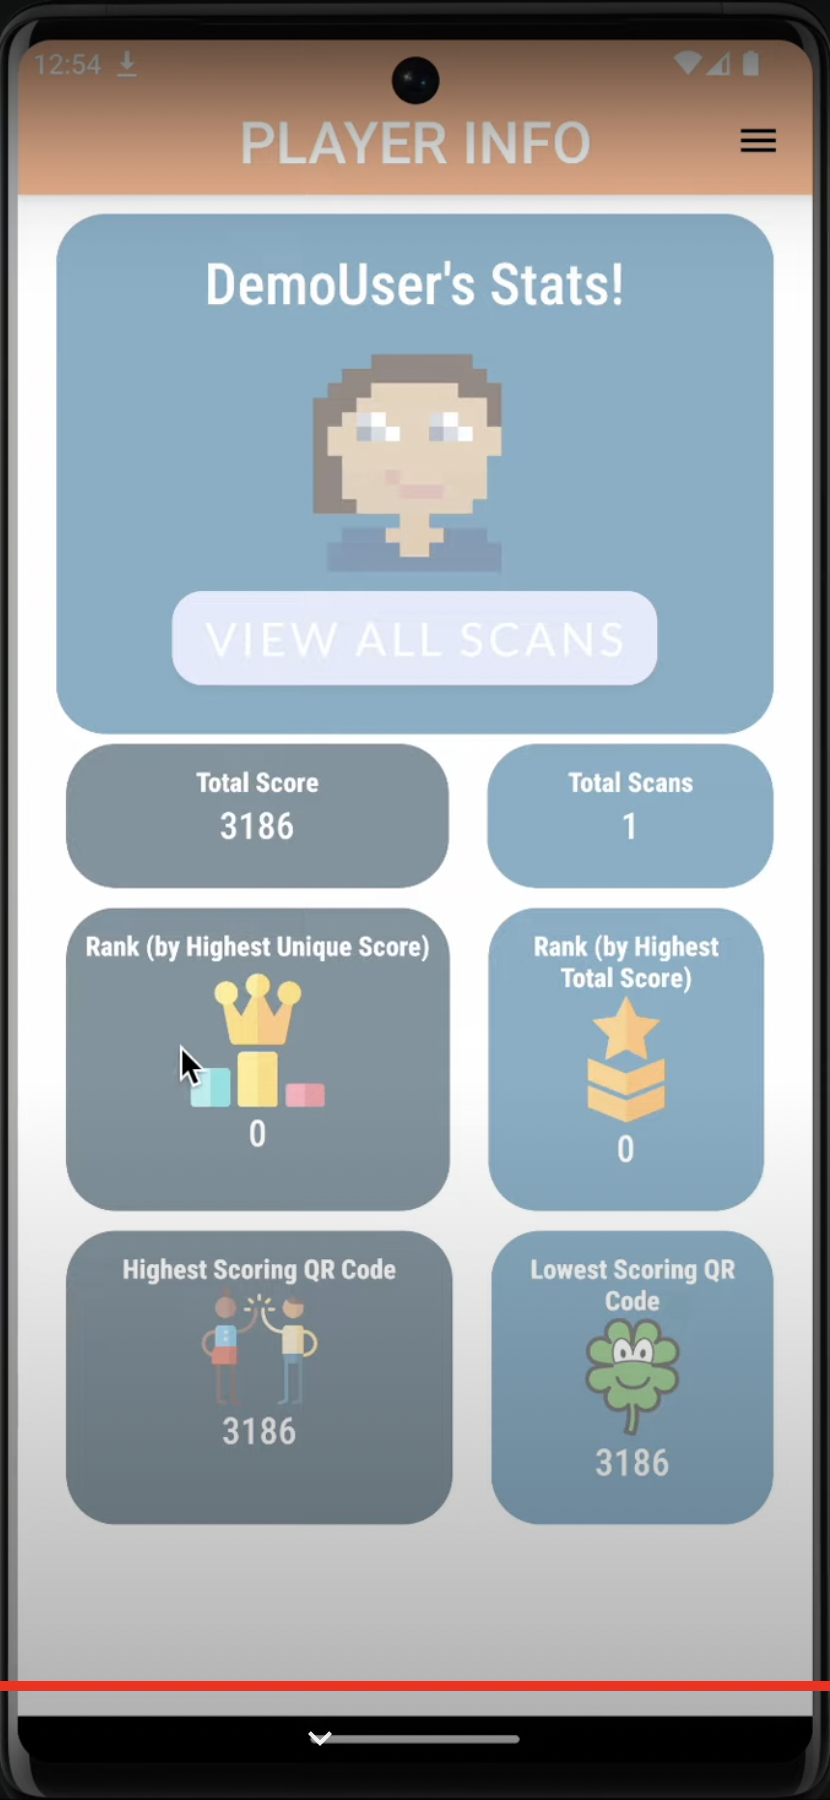 12:54
PLAYER INFO
DemoUser's Stats!
VIEW ALL SCANS
Total Score
3186
Total Scans
1
Rank (by Highest Unique Score)
0
Rank (by Highest
Total Score)
0
Highest Scoring QR Code
3186
Lowest Scoring QR
Code
3186